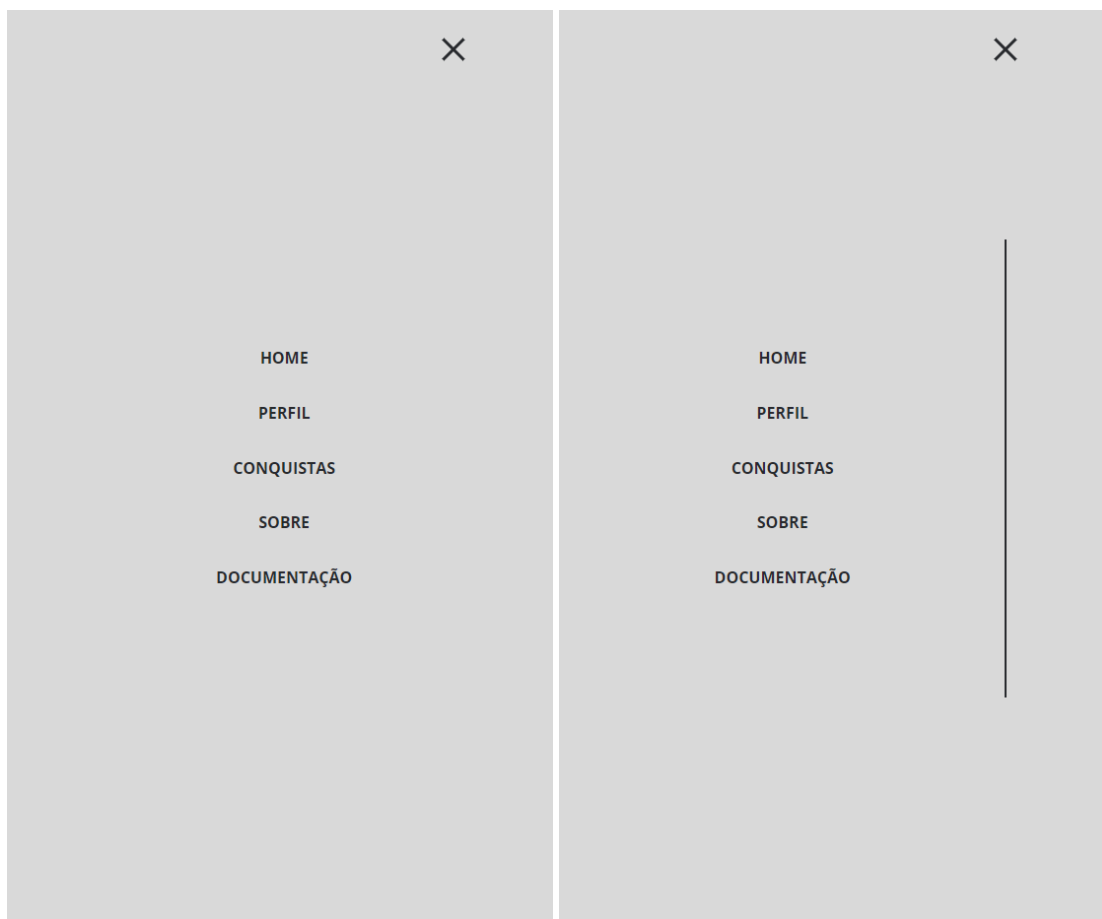 HOME
PERFIL
CONQUISTAS
SOBRE
DOCUMENTAÇÃO
HOME
PERFIL
CONQUISTAS
SOBRE
DOCUMENTAÇÃO